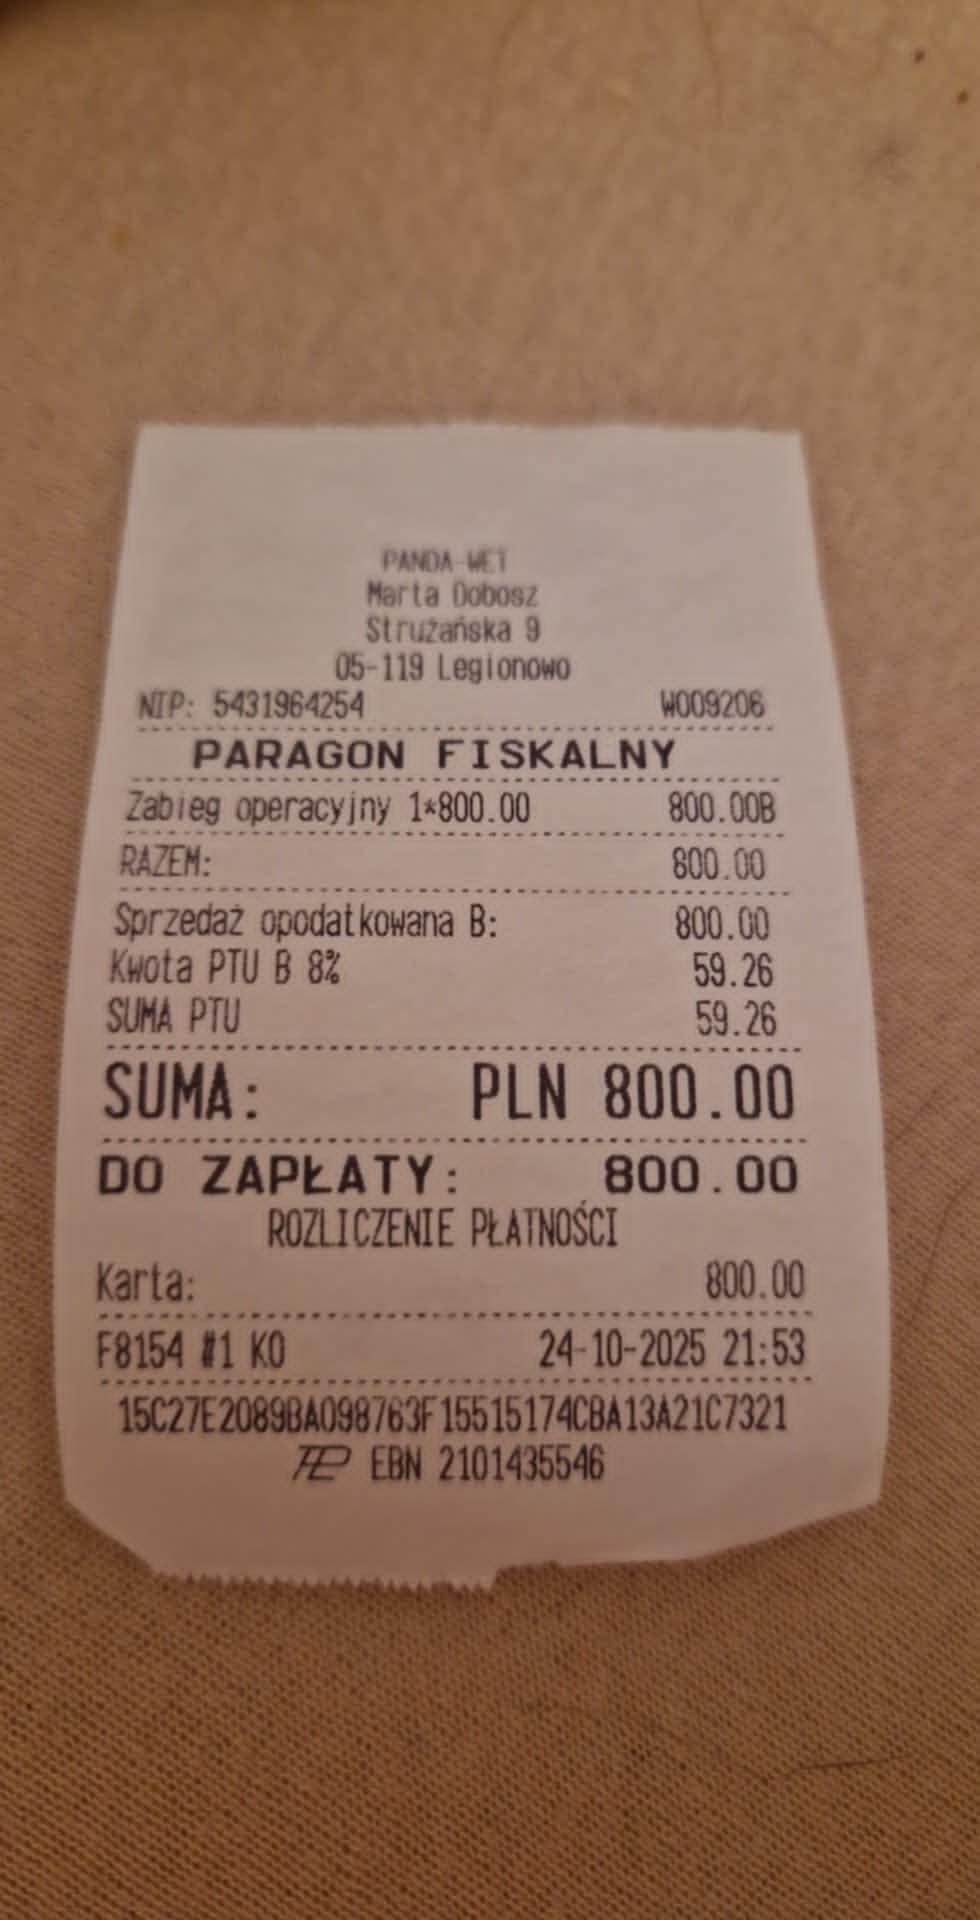 PANDA-WET
Marta Dobosz
Strużańska 9
05-119 Legionowo
NIP: 5431964254 W009206
PARAGON FISKALNY
Zabieg operacyjny 1*800.00 800.00B
RAZEM: 800.00
Sprzedaż opodatkowana B: 800.00
Kwota PTU B 8% 59.26
SUMA PTU 59.26
SUMA: PLN 800.00
DO ZAPŁATY: 800.00
ROZLICZENIE PŁATNOŚCI
Karta: 800.00
F8154 #1 KO 24-10-2025 21:53
15C27E2089BA098763F15515174CBA13A21C7321
EBN 2101435546